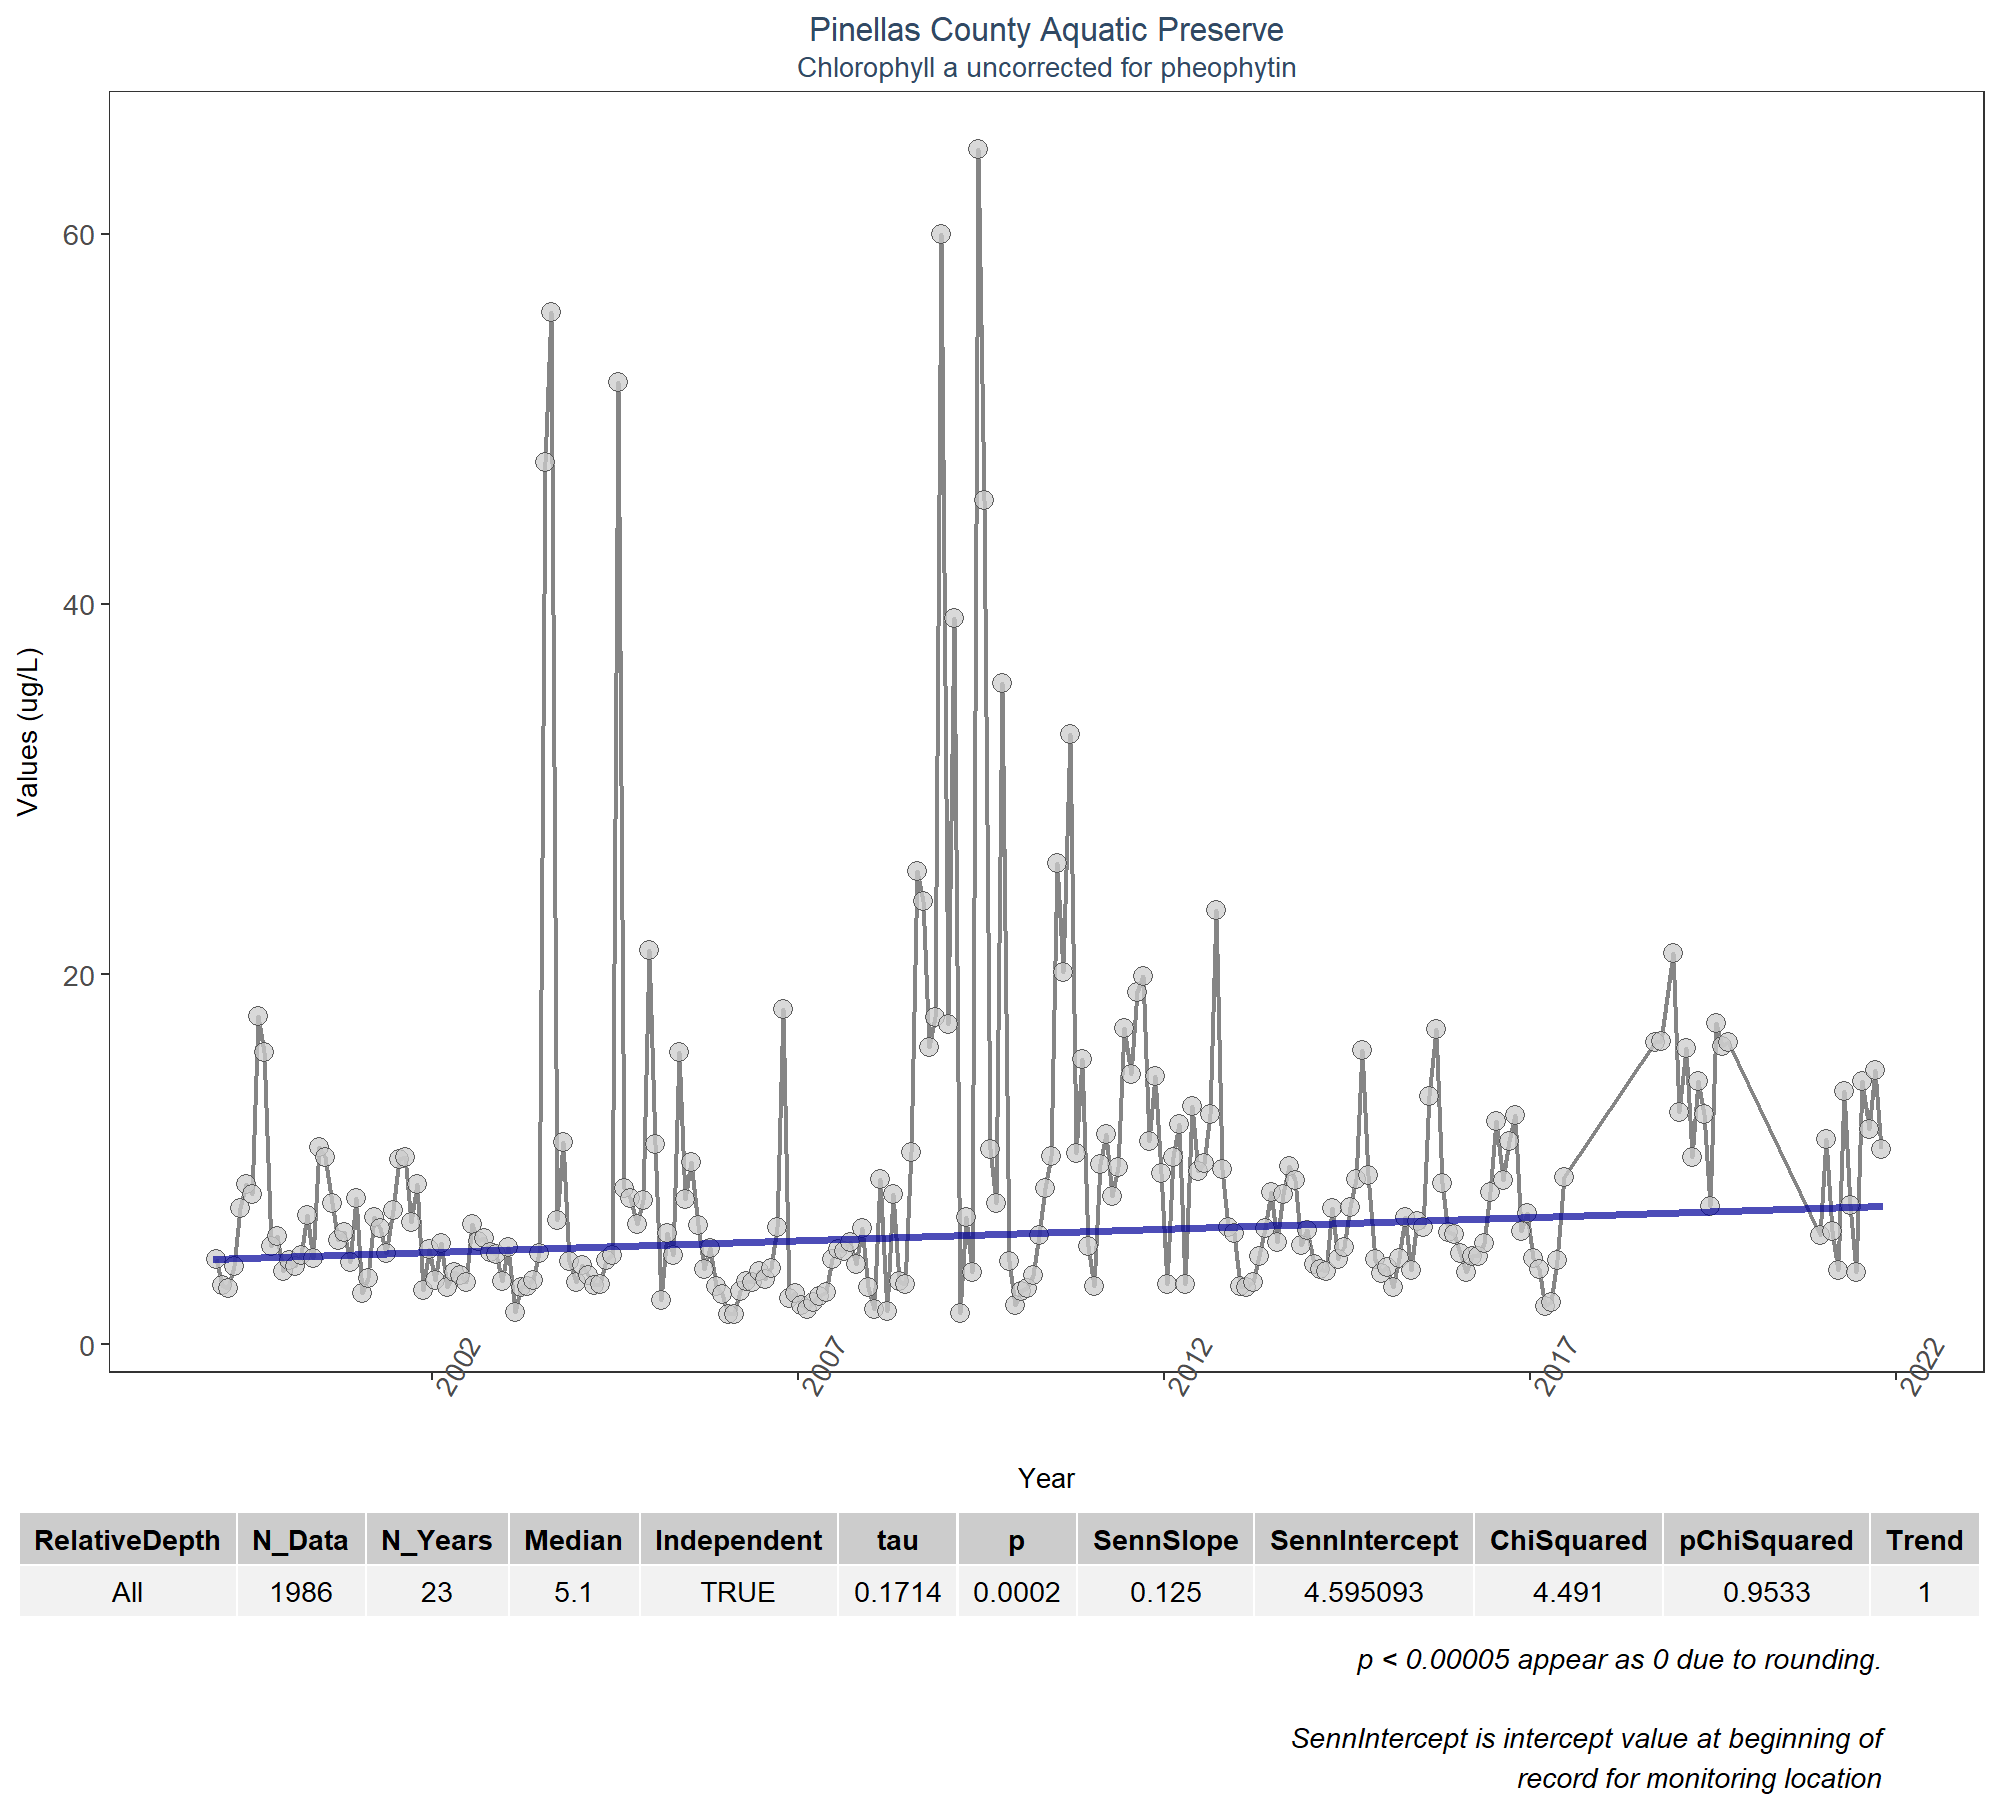 Pinellas County Aquatic Preserve
Chlorophyll a uncorrected for pheophytin
Values (ug/L)
60
40
20
0
2002 2007 2012 2017 2022
Year
RelativeDepth N_Data N_Years Median Independent tau p SennSlope SennIntercept ChiSquared pChiSquared Trend
All 1986 23 5.1 TRUE 0.1714 0.0002 0.125 4.595093 4.491 0.9533 1
p < 0.00005 appear as 0 due to rounding.
SennIntercept is intercept value at beginning of
record for monitoring location